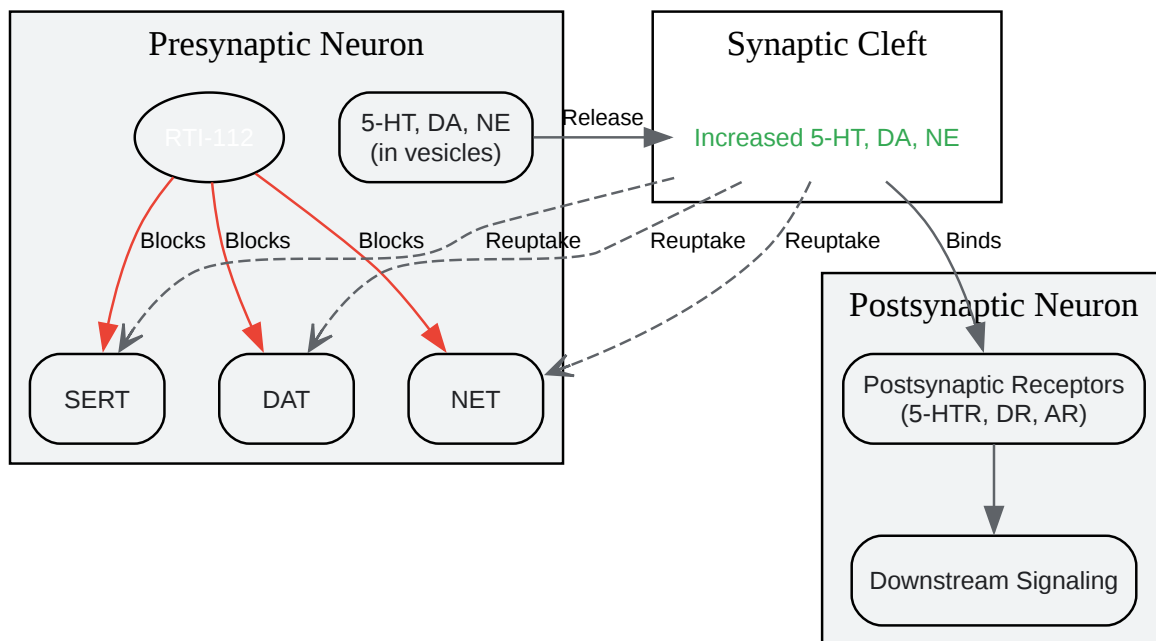 Presynaptic Neuron
Synaptic Cleft
RTI-112
5-HT, DA, NE
(in vesicles)
Release
Increased 5-HT, DA, NE
Blocks
Blocks
Blocks
Reuptake
Reuptake
Reuptake
Binds
Postsynaptic Neuron
SERT
DAT
NET
Postsynaptic Receptors
(5-HTR, DR, AR)
Downstream Signaling